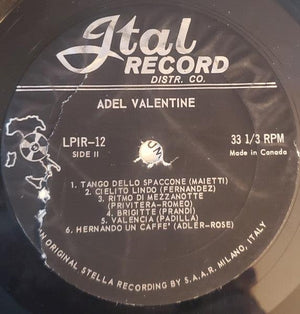 Ital
RECORD
DISTR. CO.
ADEL VALENTINE
LPIR-12
SIDE II
33 1/3 RPM
Made in Canada
1. TANGO DELLO SPACCONE (MAIETTI)
2. CIELITO LINDO (FERNANDEZ)
3. RITMO DI MEZZANOTTE
(PRIVITERA-ROMEO)
4. BRIGITTE (PRANDI)
5. VALENCIA (PADILLA)
6. HERNANDO UN CAFFE' (ADLER-ROSE)
AN ORIGINAL STELLA RECORDING BY S.A.A.R. MILANO, ITALY